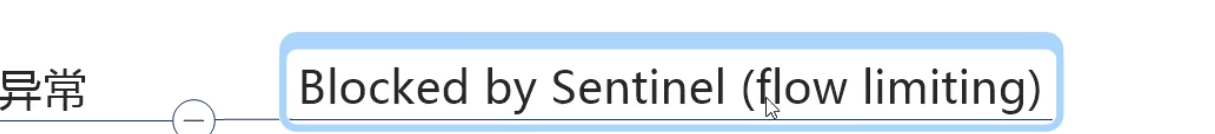 异常
Blocked by Sentinel (flow limiting)